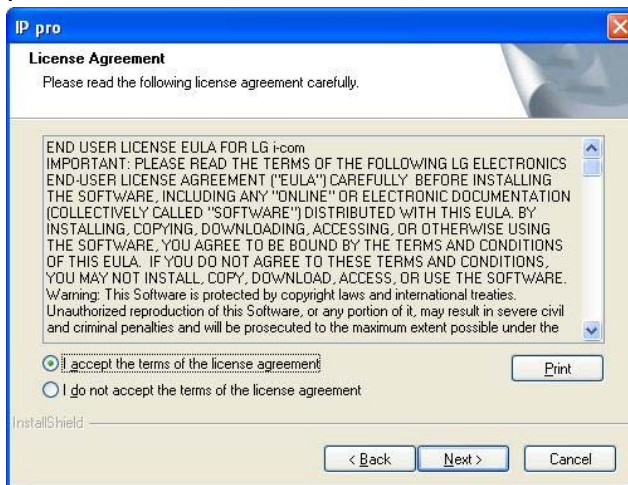 IP pro
License Agreement
Please read the following license agreement carefully.
END USER LICENSE EULA FOR LG i-com
IMPORTANT: PLEASE READ THE TERMS OF THE FOLLOWING LG ELECTRONICS
END-USER LICENSE AGREEMENT ("EULA") CAREFULLY BEFORE INSTALLING
THE SOFTWARE, INCLUDING ANY "ONLINE" OR ELECTRONIC DOCUMENTATION
(COLLECTIVELY CALLED "SOFTWARE") DISTRIBUTED WITH THIS EULA. BY
INSTALLING, COPYING, DOWNLOADING, ACCESSING, OR OTHERWISE USING
THE SOFTWARE, YOU AGREE TO BE BOUND BY THE TERMS AND CONDITIONS
OF THIS EULA. IF YOU DO NOT AGREE TO THESE TERMS AND CONDITIONS,
YOU MAY NOT INSTALL, COPY, DOWNLOAD, ACCESS, OR USE THE SOFTWARE.
Warning: This Software is protected by copyright laws and international treaties.
Unauthorized reproduction of this Software, or any portion of it, may result in severe civil
and criminal penalties and will be prosecuted to the maximum extent possible under the
I accept the terms of the license agreement
Print
I do not accept the terms of the license agreement
InstallShield
< Back Next > Cancel